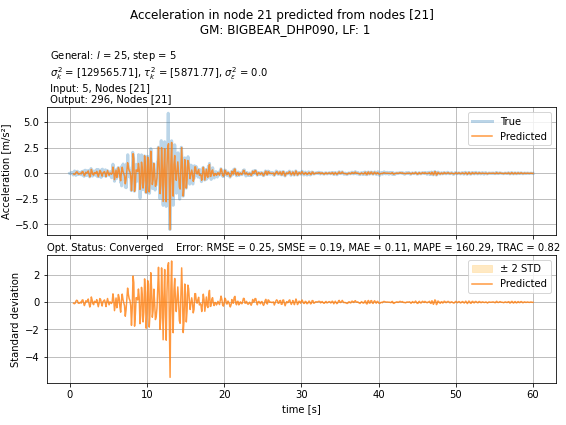 Acceleration in node 21 predicted from nodes [21]
GM: BIGBEAR_DHP090, LF: 1
General: l = 25, step = 5
σ²ₖ = [129565.71], τ²ₖ = [5871.77], σ²ε = 0.0
Input: 5, Nodes [21]
Output: 296, Nodes [21]
True
Predicted
Acceleration [m/s²]
5.0
2.5
0.0
−2.5
−5.0
Opt. Status: Converged Error: RMSE = 0.25, SMSE = 0.19, MAE = 0.11, MAPE = 160.29, TRAC = 0.82
± 2 STD
Predicted
Standard deviation
2
0
−2
−4
0 10 20 30 40 50 60
time [s]